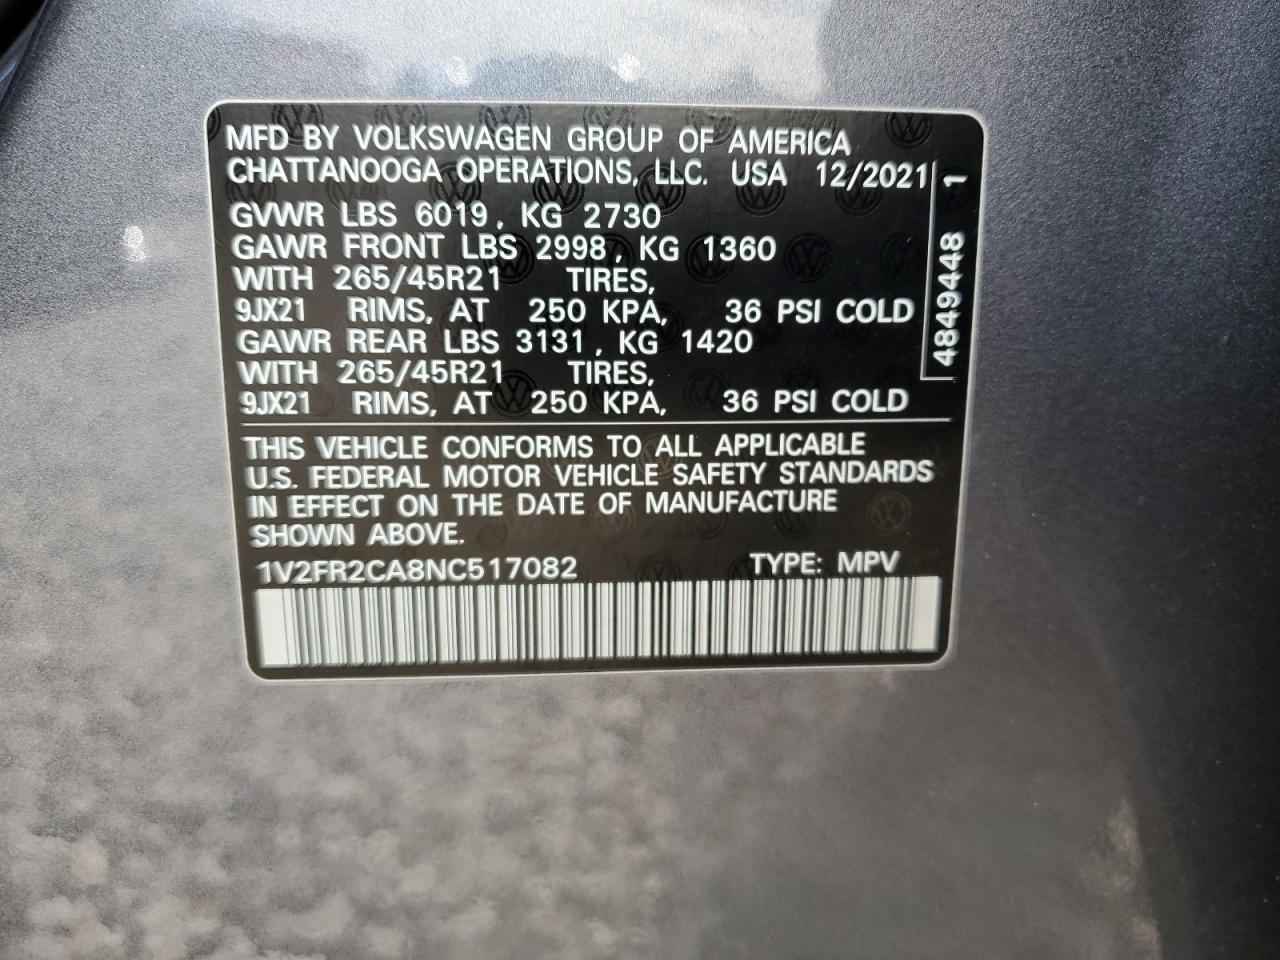 MFD BY VOLKSWAGEN GROUP OF AMERICA
CHATTANOOGA OPERATIONS, LLC. USA 12/2021
GVWR LBS 6019, KG 2730
GAWR FRONT LBS 2998, KG 1360
WITH 265/45R21 TIRES,
9JX21 RIMS, AT 250 KPA, 36 PSI COLD
GAWR REAR LBS 3131, KG 1420
WITH 265/45R21 TIRES,
9JX21 RIMS, AT 250 KPA, 36 PSI COLD
4849448 1
THIS VEHICLE CONFORMS TO ALL APPLICABLE
U.S. FEDERAL MOTOR VEHICLE SAFETY STANDARDS
IN EFFECT ON THE DATE OF MANUFACTURE
SHOWN ABOVE.
1V2FR2CA8NC517082 TYPE: MPV